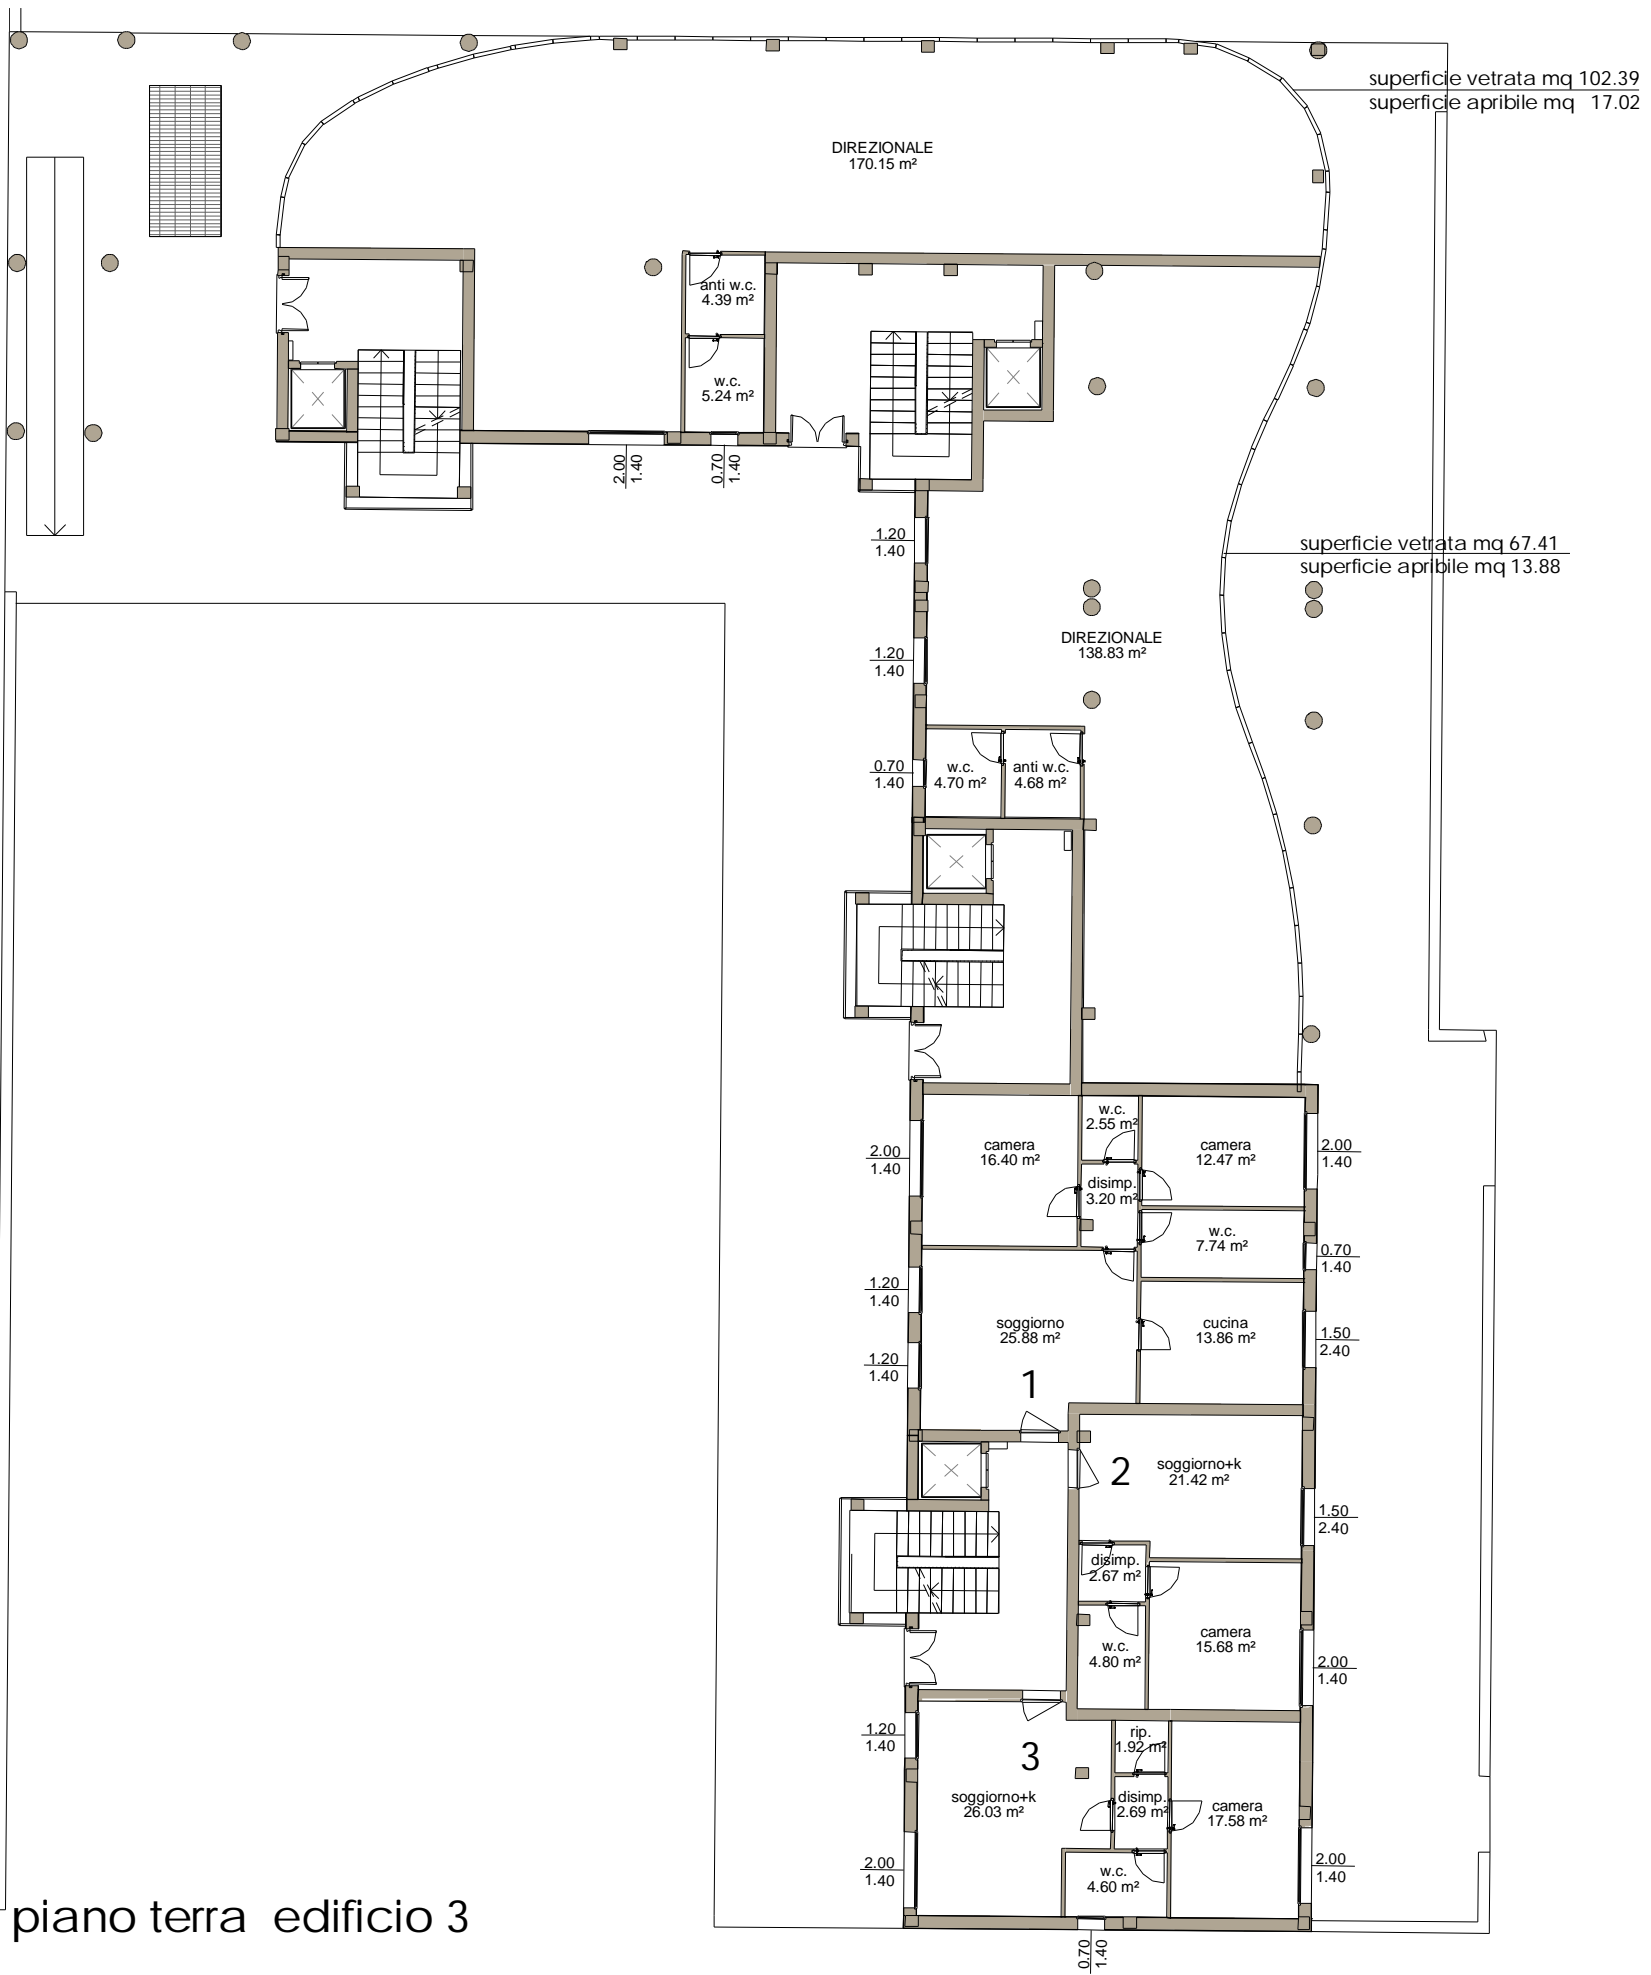 superficie vetrata mq 102.39
superficie apribile mq 17.02
DIREZIONALE
170.15 m²
anti w.c.
4.39 m²
w.c.
5.24 m²
2.00
1.40
0.70
1.40
1.20
1.40
superficie vetrata mq 67.41
superficie apribile mq 13.88
DIREZIONALE
138.83 m²
1.20
1.40
0.70
1.40
w.c.
4.70 m²
anti w.c.
4.68 m²
w.c.
2.55 m²
camera
16.40 m²
camera
12.47 m²
2.00
1.40
2.00
1.40
disimp.
3.20 m²
w.c.
7.74 m²
0.70
1.40
1.20
1.40
soggiorno
25.88 m²
cucina
13.86 m²
1.50
2.40
1.20
1.40
1
2
soggiorno+k
21.42 m²
1.50
2.40
disimp.
2.67 m²
camera
15.68 m²
w.c.
4.80 m²
2.00
1.40
1.20
1.40
rip.
1.92 m²
3
soggiorno+k
26.03 m²
disimp.
2.69 m²
camera
17.58 m²
2.00
1.40
w.c.
4.60 m²
2.00
1.40
0.70
1.40
piano terra edificio 3